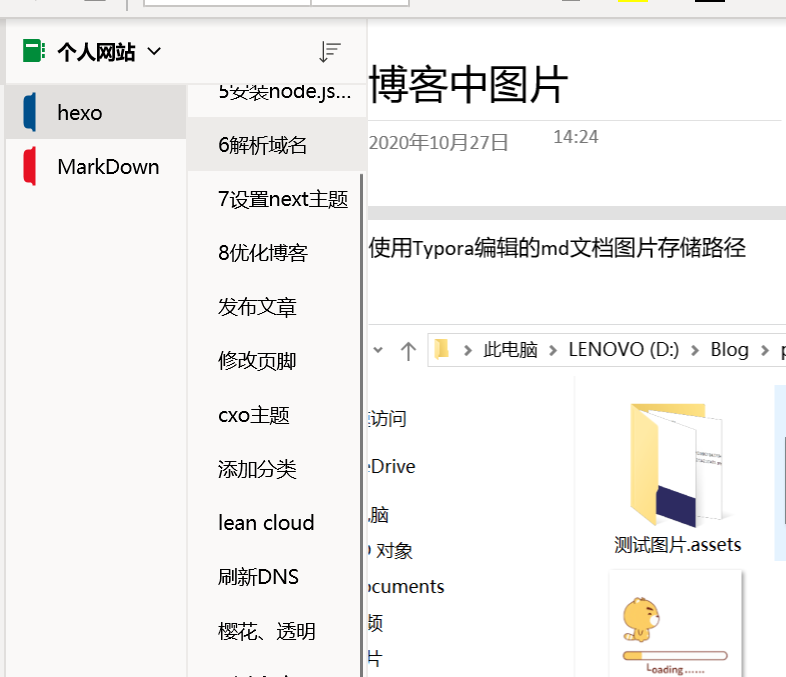 个人网站
hexo
MarkDown
5安装node.js...
6解析域名
7设置next主题
8优化博客
发布文章
修改页脚
cxo主题
添加分类
lean cloud
刷新DNS
樱花、透明
博客中图片
2020年10月27日 14:24
使用Typora编辑的md文档图片存储路径
此电脑 LENOVO (D:) Blog
访问
Drive
脑
对象
ocuments
频
片
测试图片.assets
Loading......